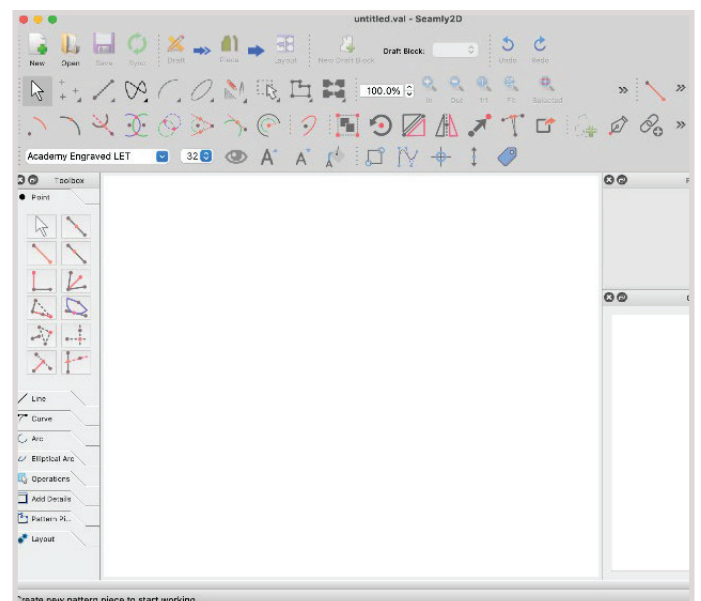 untitled.val - Seamly2D
New Open Save Sync Draft Piece Layout New Draft Block Draft Block: Undo Redo
100.0% In Out Fit Fit Selected
» »
»
Academy Engraved LET 32
Toolbox
Point
Line
Curve
Arc
Elliptical Arc
Operations
Add Details
Pattern Pi...
Layout
Create new pattern piece to start working